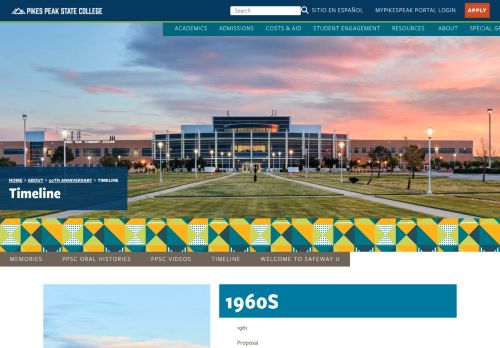 PIKES PEAK STATE COLLEGE
Search
SITIO EN ESPAÑOL
MYPIKESPEAK PORTAL LOGIN
APPLY
ACADEMICS ADMISSIONS COSTS & AID STUDENT ENGAGEMENT RESOURCES ABOUT SPECIAL GR
HOME > ABOUT > 50TH ANNIVERSARY > TIMELINE
Timeline
MEMORIES PPSC ORAL HISTORIES PPSC VIDEOS TIMELINE WELCOME TO SAFEWAY U
1960S
1961
Proposal